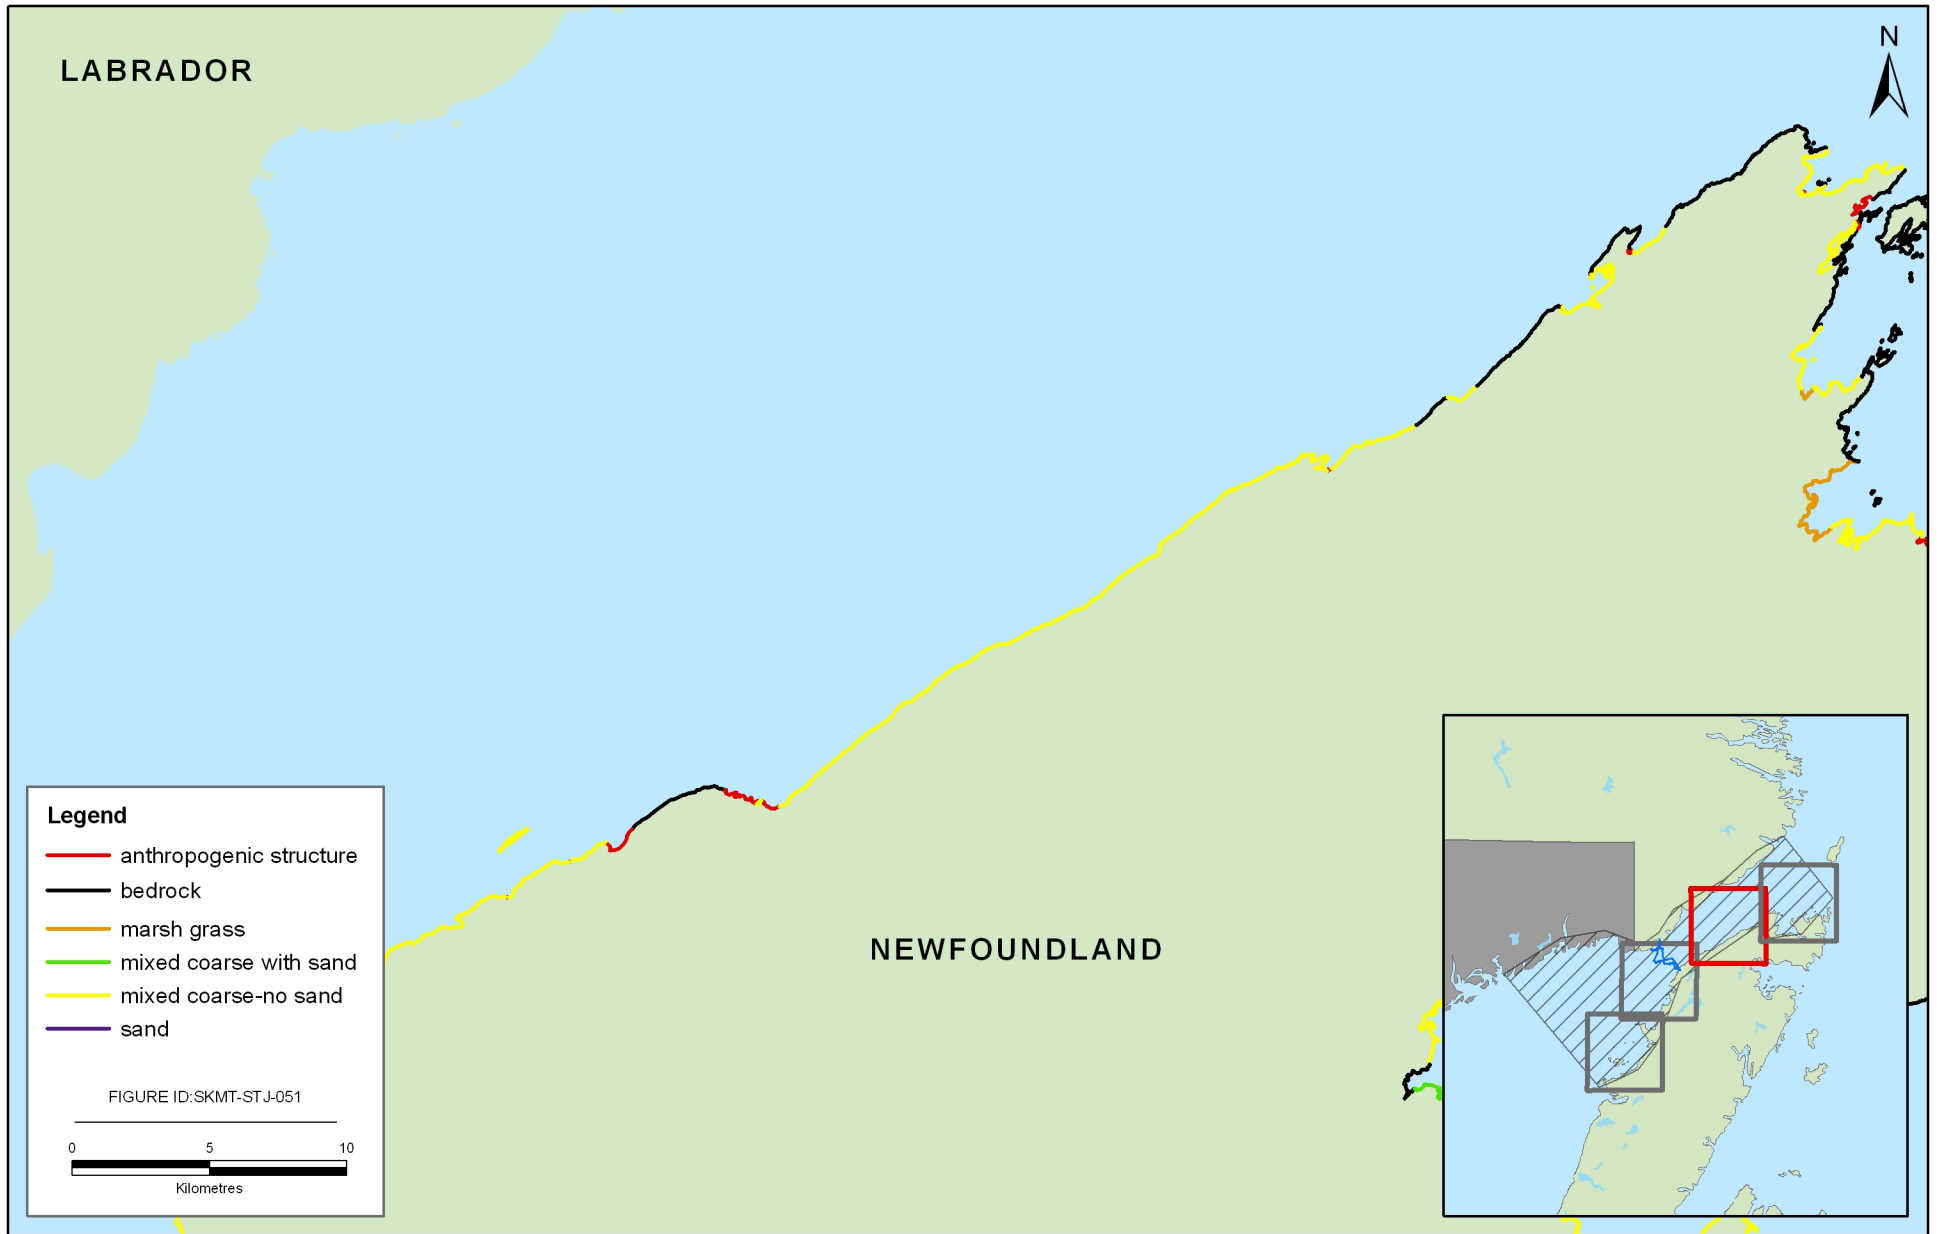 LABRADOR
N
NEWFOUNDLAND
Legend
anthropogenic structure
bedrock
marsh grass
mixed coarse with sand
mixed coarse-no sand
sand
FIGURE ID:SKMT-STJ-051
0 5 10
Kilometres